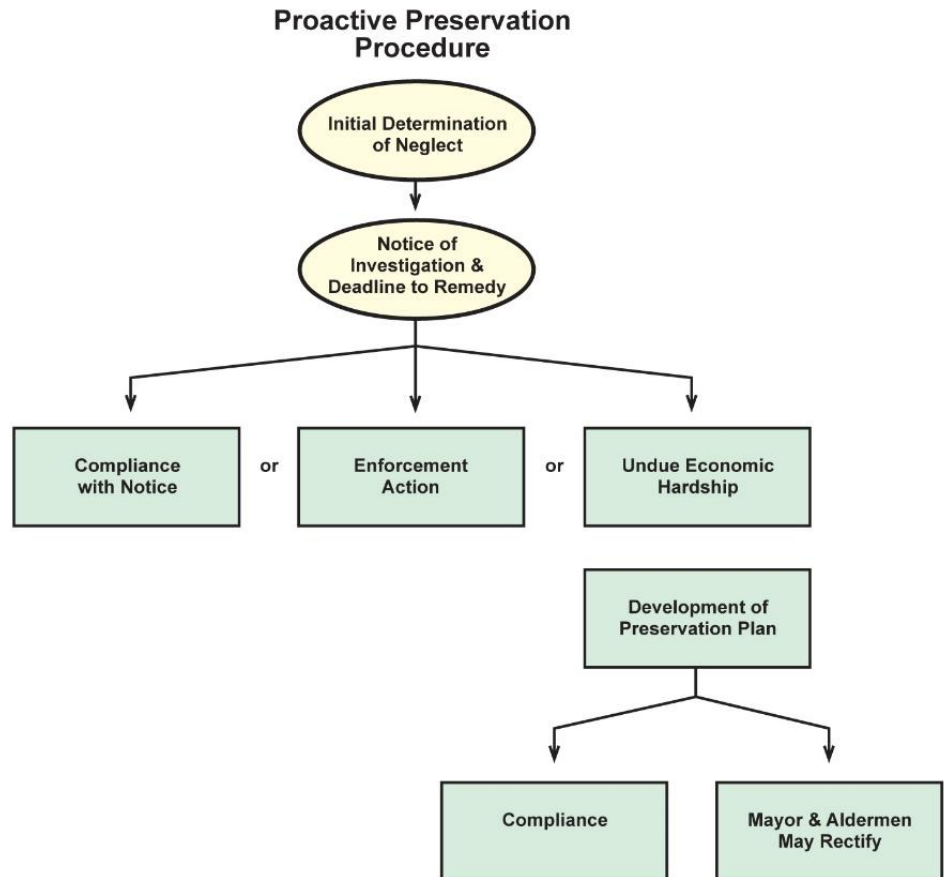 Proactive Preservation
Procedure
Initial Determination
of Neglect
Notice of
Investigation &
Deadline to Remedy
Compliance
with Notice
or
Enforcement
Action
or
Undue Economic
Hardship
Development of
Preservation Plan
Compliance
Mayor & Aldermen
May Rectify